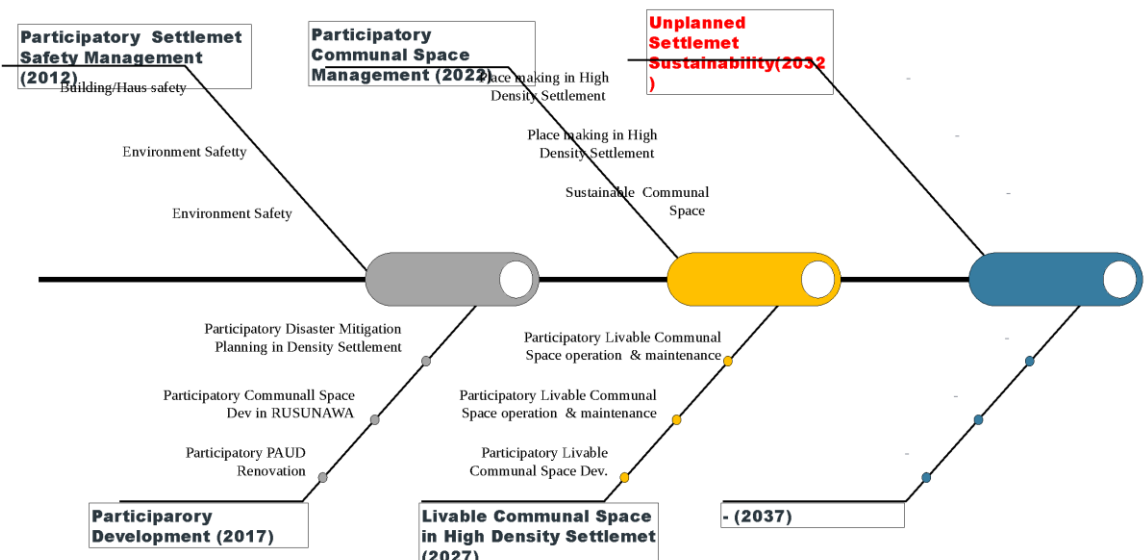 Participatory Settlemet
Safety Management
(2012)
Building/Haus safety
Environment Safetty
Environment Safety
Participatory
Communal Space
Management (2022)
Place making in High
Density Settlement
Place making in High
Density Settlement
Sustainable Communal
Space
Unplanned
Settlemet
Sustainability(2032
)
-
-
-
Participatory Disaster Mitigation
Planning in Density Settlement
Participatory Communall Space
Dev in RUSUNAWA
Participatory PAUD
Renovation
Participarory
Development (2017)
Participatory Livable Communal
Space operation & maintenance
Participatory Livable Communal
Space operation & maintenance
Participatory Livable
Communal Space Dev.
Livable Communal Space
in High Density Settlemet
(2027)
-
-
-
- (2037)